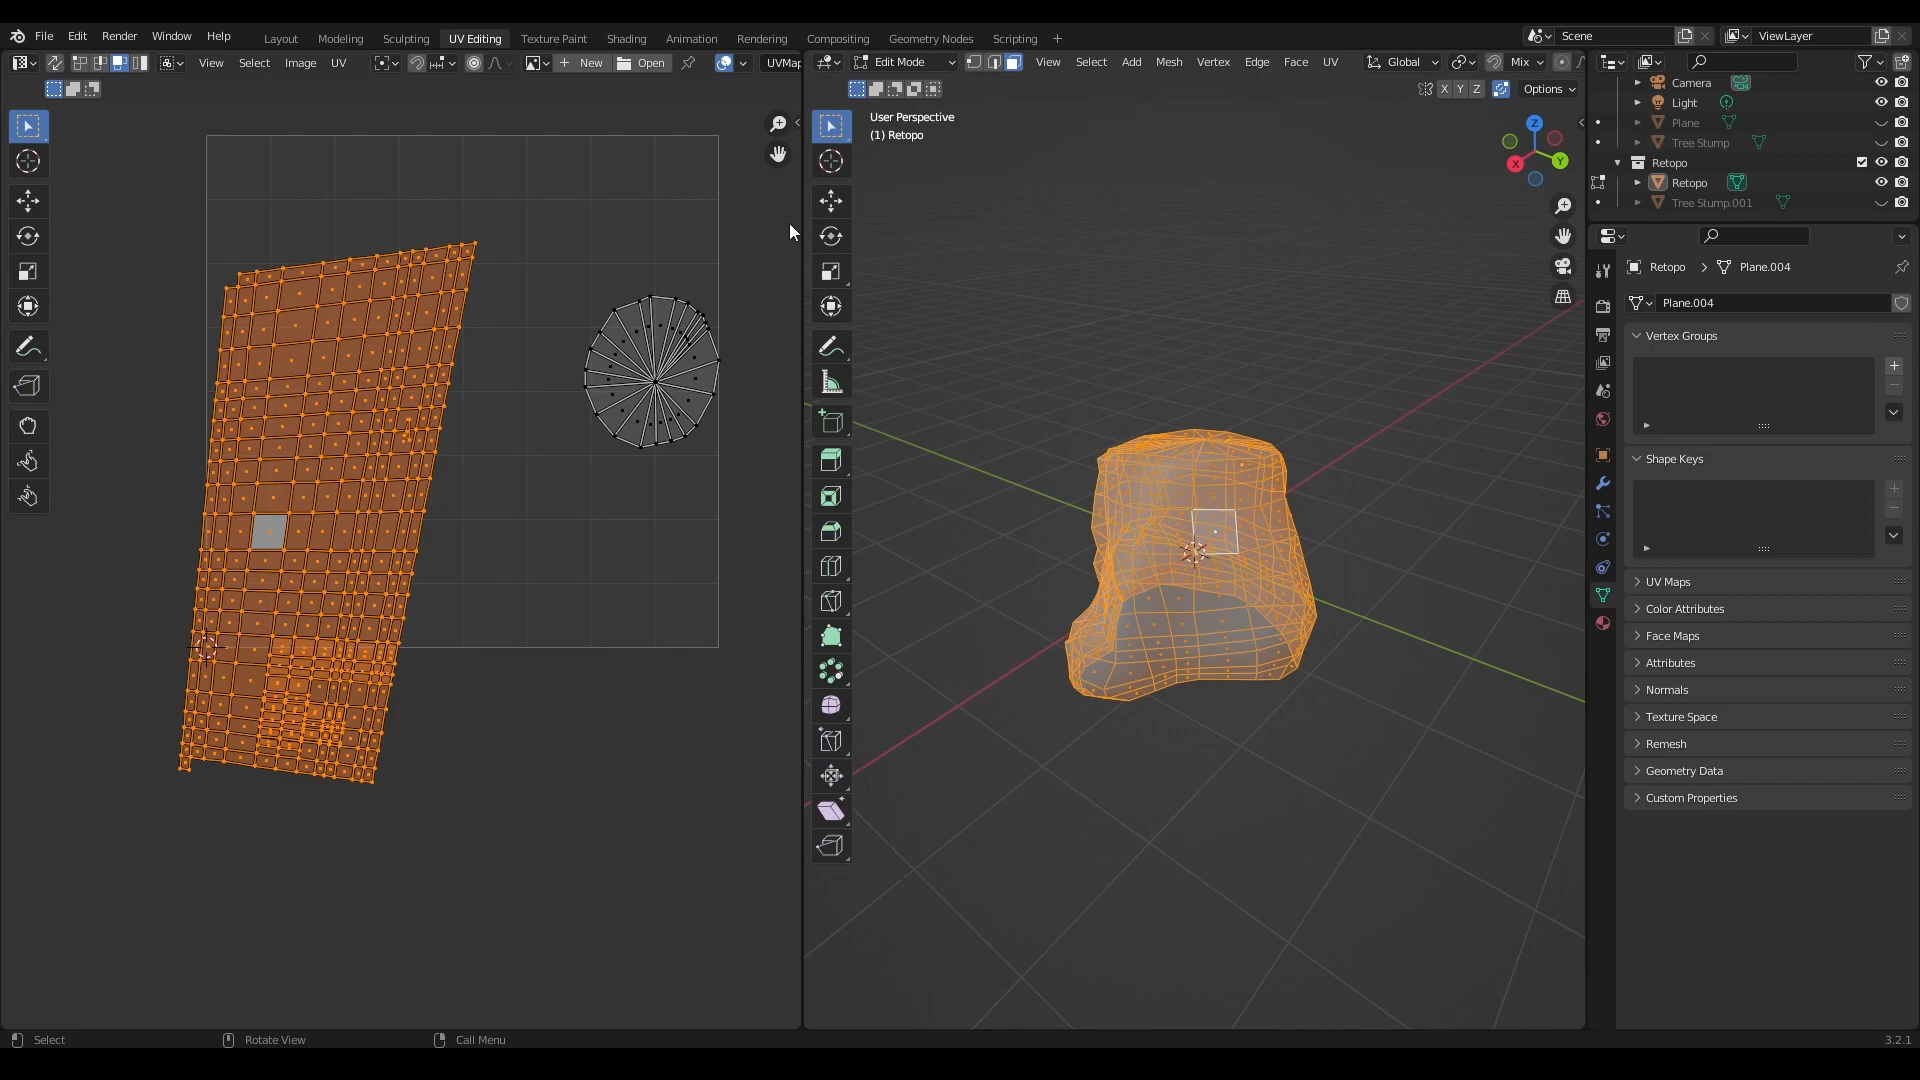 File Edit Render Window Help Layout Modeling Sculpting UV Editing Texture Paint Shading Animation Rendering Compositing Geometry Nodes Scripting + Scene ViewLayer
View Select Image UV New Open UVMap Edit Mode View Select Add Mesh Vertex Edge Face UV Global Mix
X Y Z Options
Camera
Light
Plane
Tree Stump
Retopo
Retopo
Tree Stump.001
User Perspective
(1) Retopo
Z
X
Y
Retopo Plane.004
Plane.004
Vertex Groups
Shape Keys
UV Maps
Color Attributes
Face Maps
Attributes
Normals
Texture Space
Remesh
Geometry Data
Custom Properties
Select Rotate View Call Menu 3.2.1